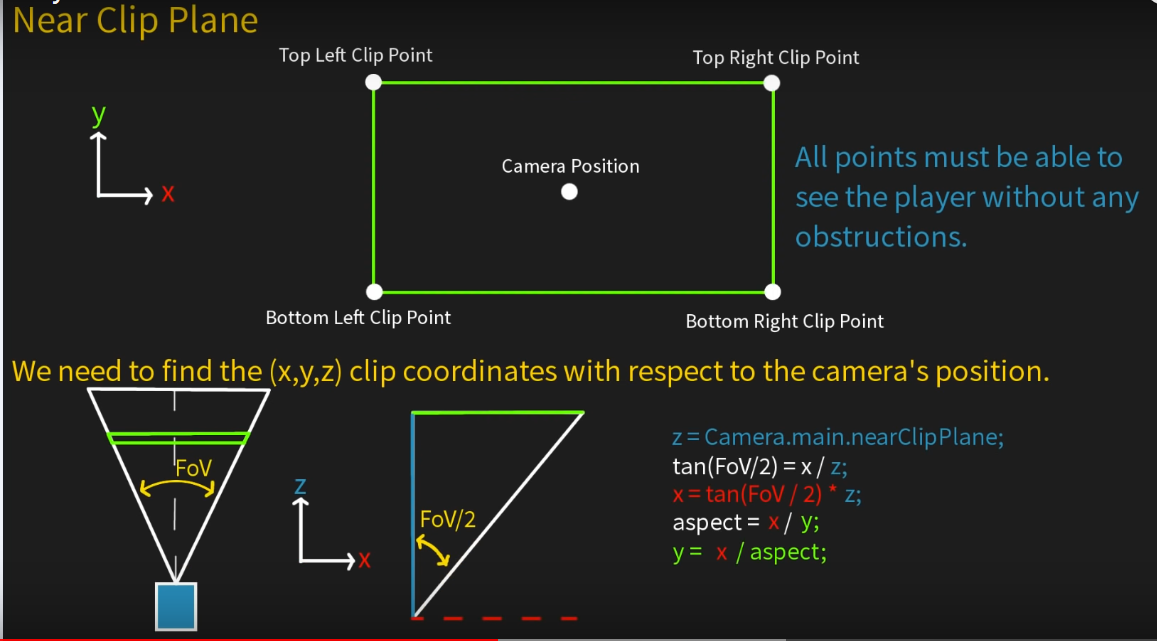 Near Clip Plane
Top Left Clip Point
Top Right Clip Point
y
x
Camera Position
All points must be able to
see the player without any
obstructions.
Bottom Left Clip Point
Bottom Right Clip Point
We need to find the (x,y,z) clip coordinates with respect to the camera's position.
FoV
z
x
FoV/2
z = Camera.main.nearClipPlane;
tan(FoV/2) = x / z;
x = tan(FoV / 2) * z;
aspect = x / y;
y = x / aspect;